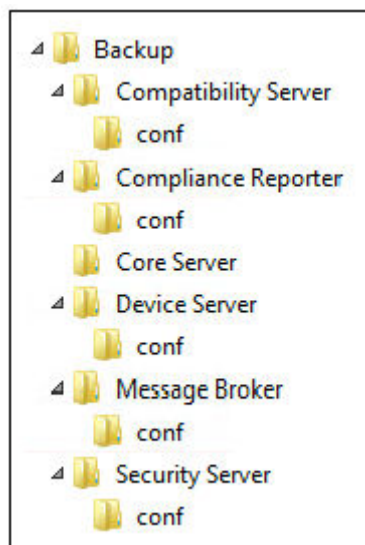 Backup
Compatibility Server
conf
Compliance Reporter
conf
Core Server
Device Server
conf
Message Broker
conf
Security Server
conf